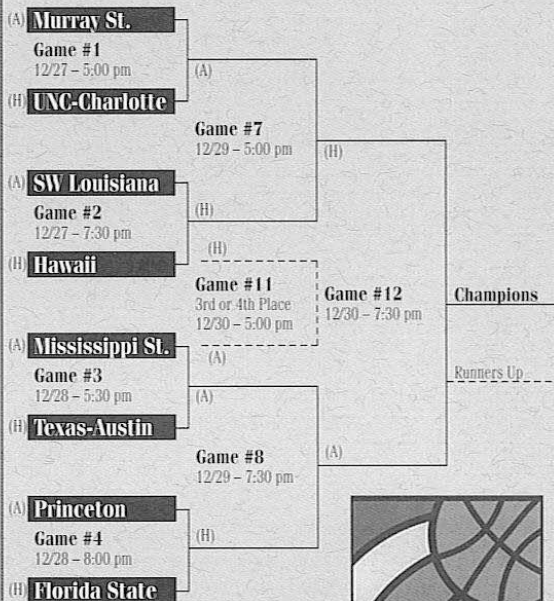 (A) Murray St.
Game #1
12/27 – 5:00 pm
(A)
(H) UNC-Charlotte
Game #7
12/29 – 5:00 pm
(H)
(A) SW Louisiana
Game #2
12/27 – 7:30 pm
(H)
(H) Hawaii
(H)
Game #11
3rd or 4th Place
12/30 – 5:00 pm
(A)
Game #12
12/30 – 7:30 pm
Champions
Runners Up
(A) Mississippi St.
Game #3
12/28 – 5:30 pm
(A)
(H) Texas-Austin
Game #8
12/29 – 7:30 pm
(A)
(A) Princeton
Game #4
12/28 – 8:00 pm
(H)
(H) Florida State